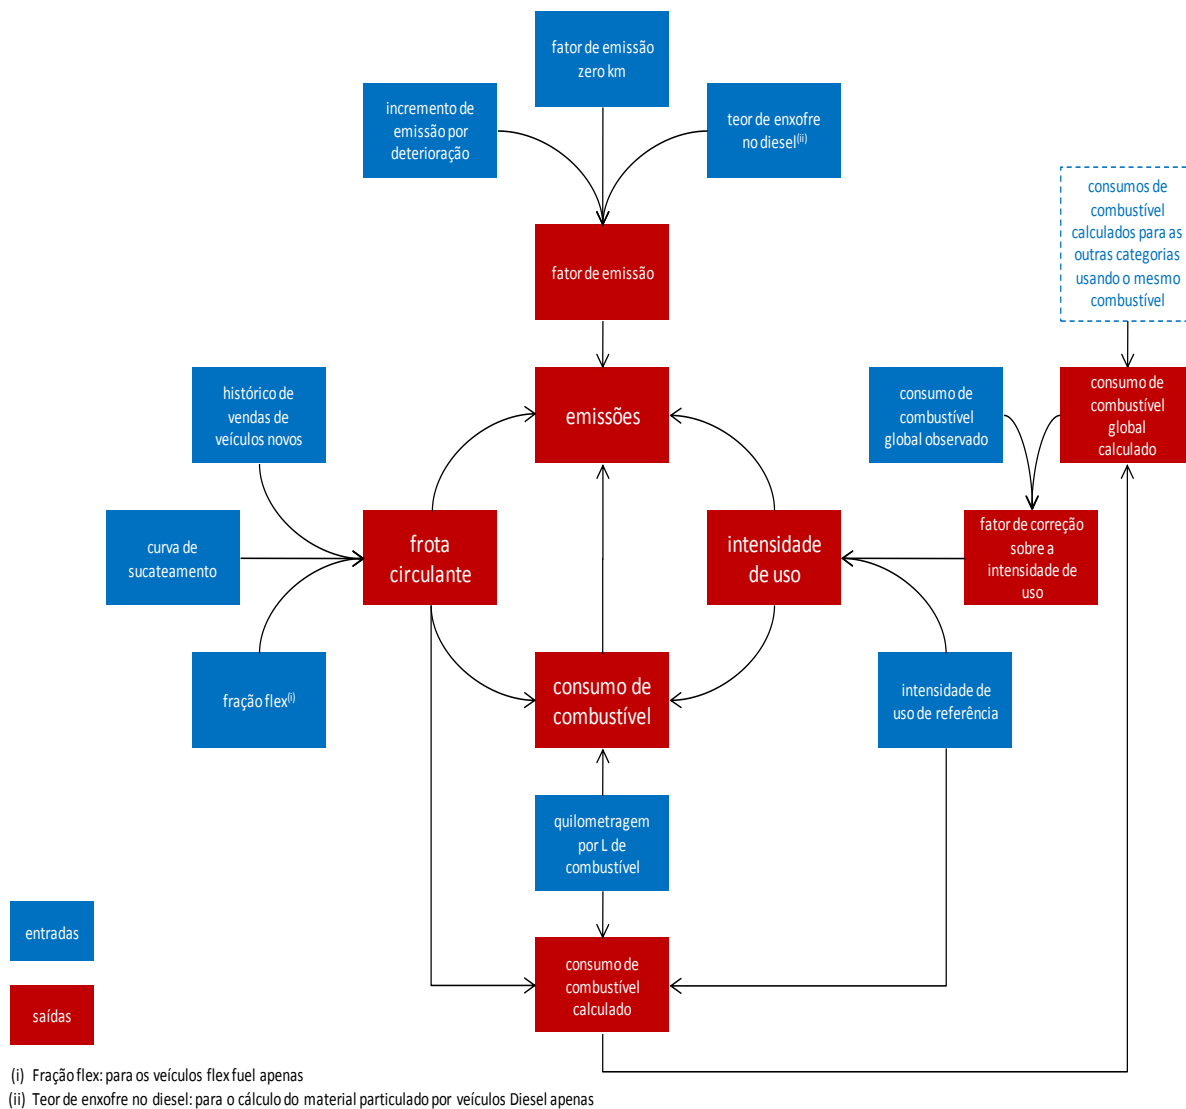 fator de emissão
zero km
incremento de
emissão por
deterioração
teor de enxofre
no diesel(ii)
consumos de
combustível
calculados para as
outras categorias
usando o mesmo
combustível
fator de emissão
histórico de
vendas de
veículos novos
emissões
consumo de
combustível
global observado
consumo de
combustível
global
calculado
curva de
sucateamento
frota
circulante
intensidade
de uso
fator de correção
sobre a
intensidade de
uso
fração flex(i)
consumo de
combustível
intensidade de
uso de referência
quilometragem
por L de
combustível
entradas
consumo de
combustível
calculado
saídas
(i) Fração flex: para os veículos flex fuel apenas
(ii) Teor de enxofre no diesel: para o cálculo do material particulado por veículos Diesel apenas